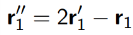 r₁″ = 2r₁′ − r₁